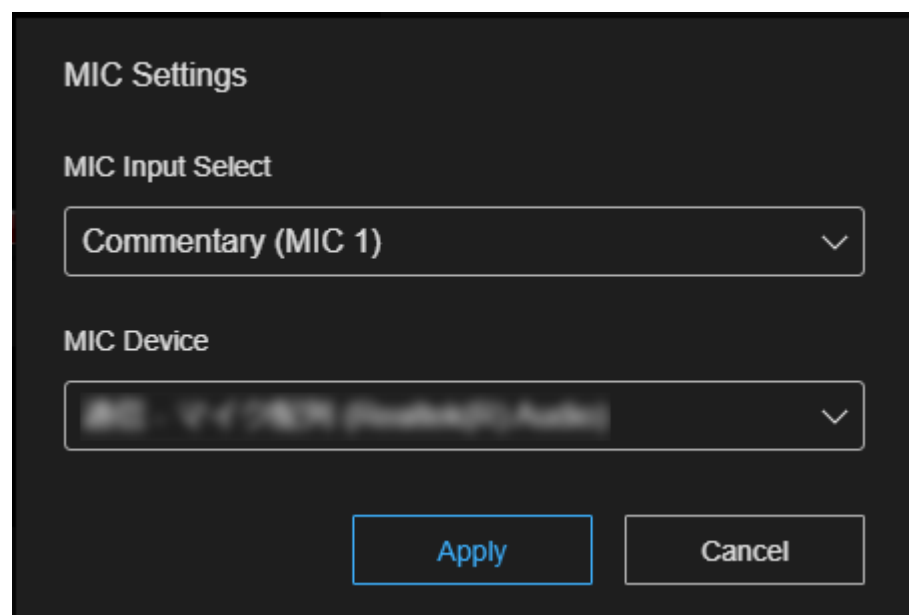 MIC Settings
MIC Input Select
Commentary (MIC 1)
MIC Device
Apply
Cancel